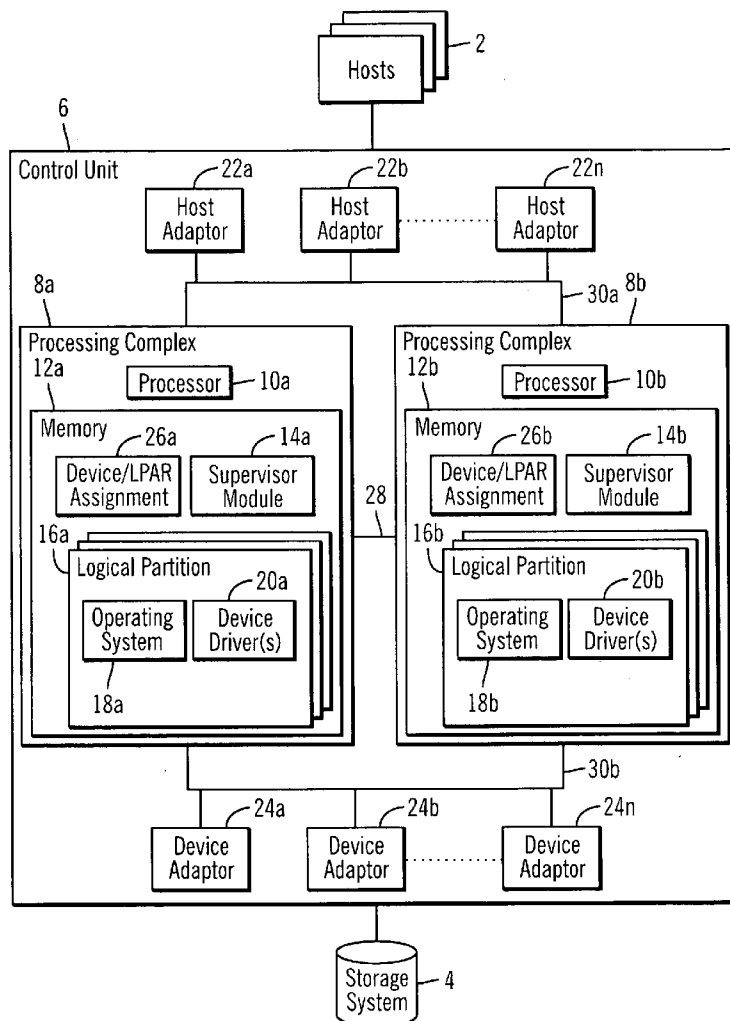 2
Hosts
6
Control Unit
22a
22b
22n
Host
Adaptor
Host
Adaptor
Host
Adaptor
8a
30a
8b
Processing Complex
12a
Processor
10a
Memory
26a
14a
Device/LPAR
Assignment
Supervisor
Module
16a
Logical Partition
20a
Operating
System
Device
Driver(s)
18a
28
Processing Complex
12b
Processor
10b
Memory
26b
14b
Device/LPAR
Assignment
Supervisor
Module
16b
Logical Partition
20b
Operating
System
Device
Driver(s)
18b
30b
24a
24b
24n
Device
Adaptor
Device
Adaptor
Device
Adaptor
Storage
System
4